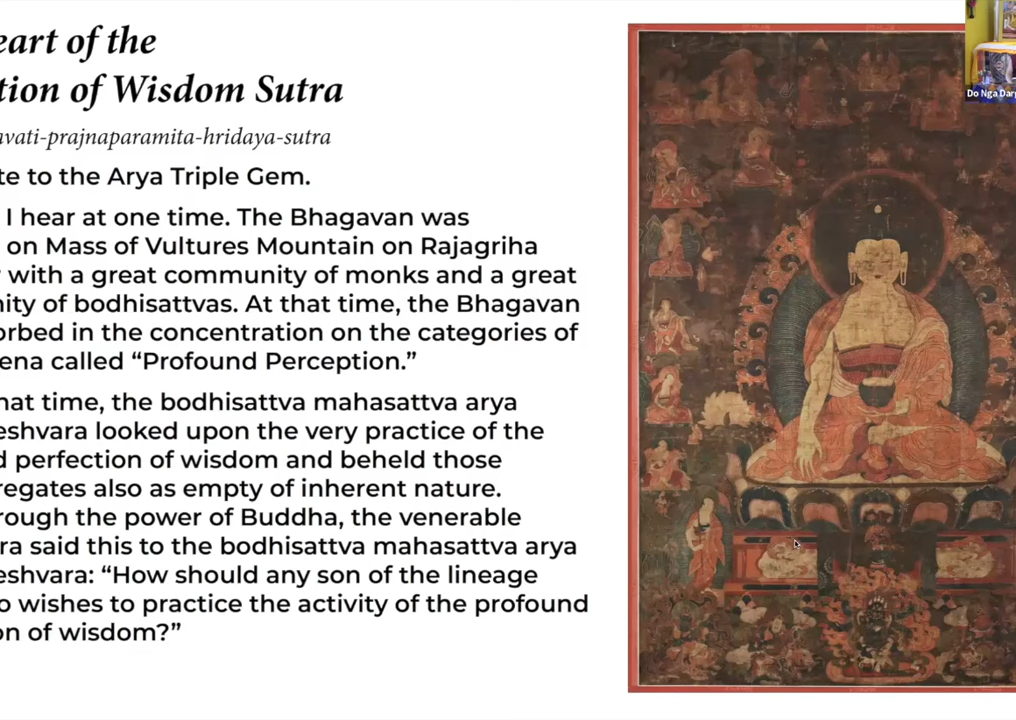 eart of the
tion of Wisdom Sutra
avati-prajnaparamita-hridaya-sutra
te to the Arya Triple Gem.
I hear at one time. The Bhagavan was
on Mass of Vultures Mountain on Rajagriha
with a great community of monks and a great
nity of bodhisattvas. At that time, the Bhagavan
orbed in the concentration on the categories of
ena called “Profound Perception.”
hat time, the bodhisattva mahasattva arya
eshvara looked upon the very practice of the
d perfection of wisdom and beheld those
regates also as empty of inherent nature.
rough the power of Buddha, the venerable
ra said this to the bodhisattva mahasattva arya
eshvara: “How should any son of the lineage
o wishes to practice the activity of the profound
on of wisdom?”
Do Nga Darg